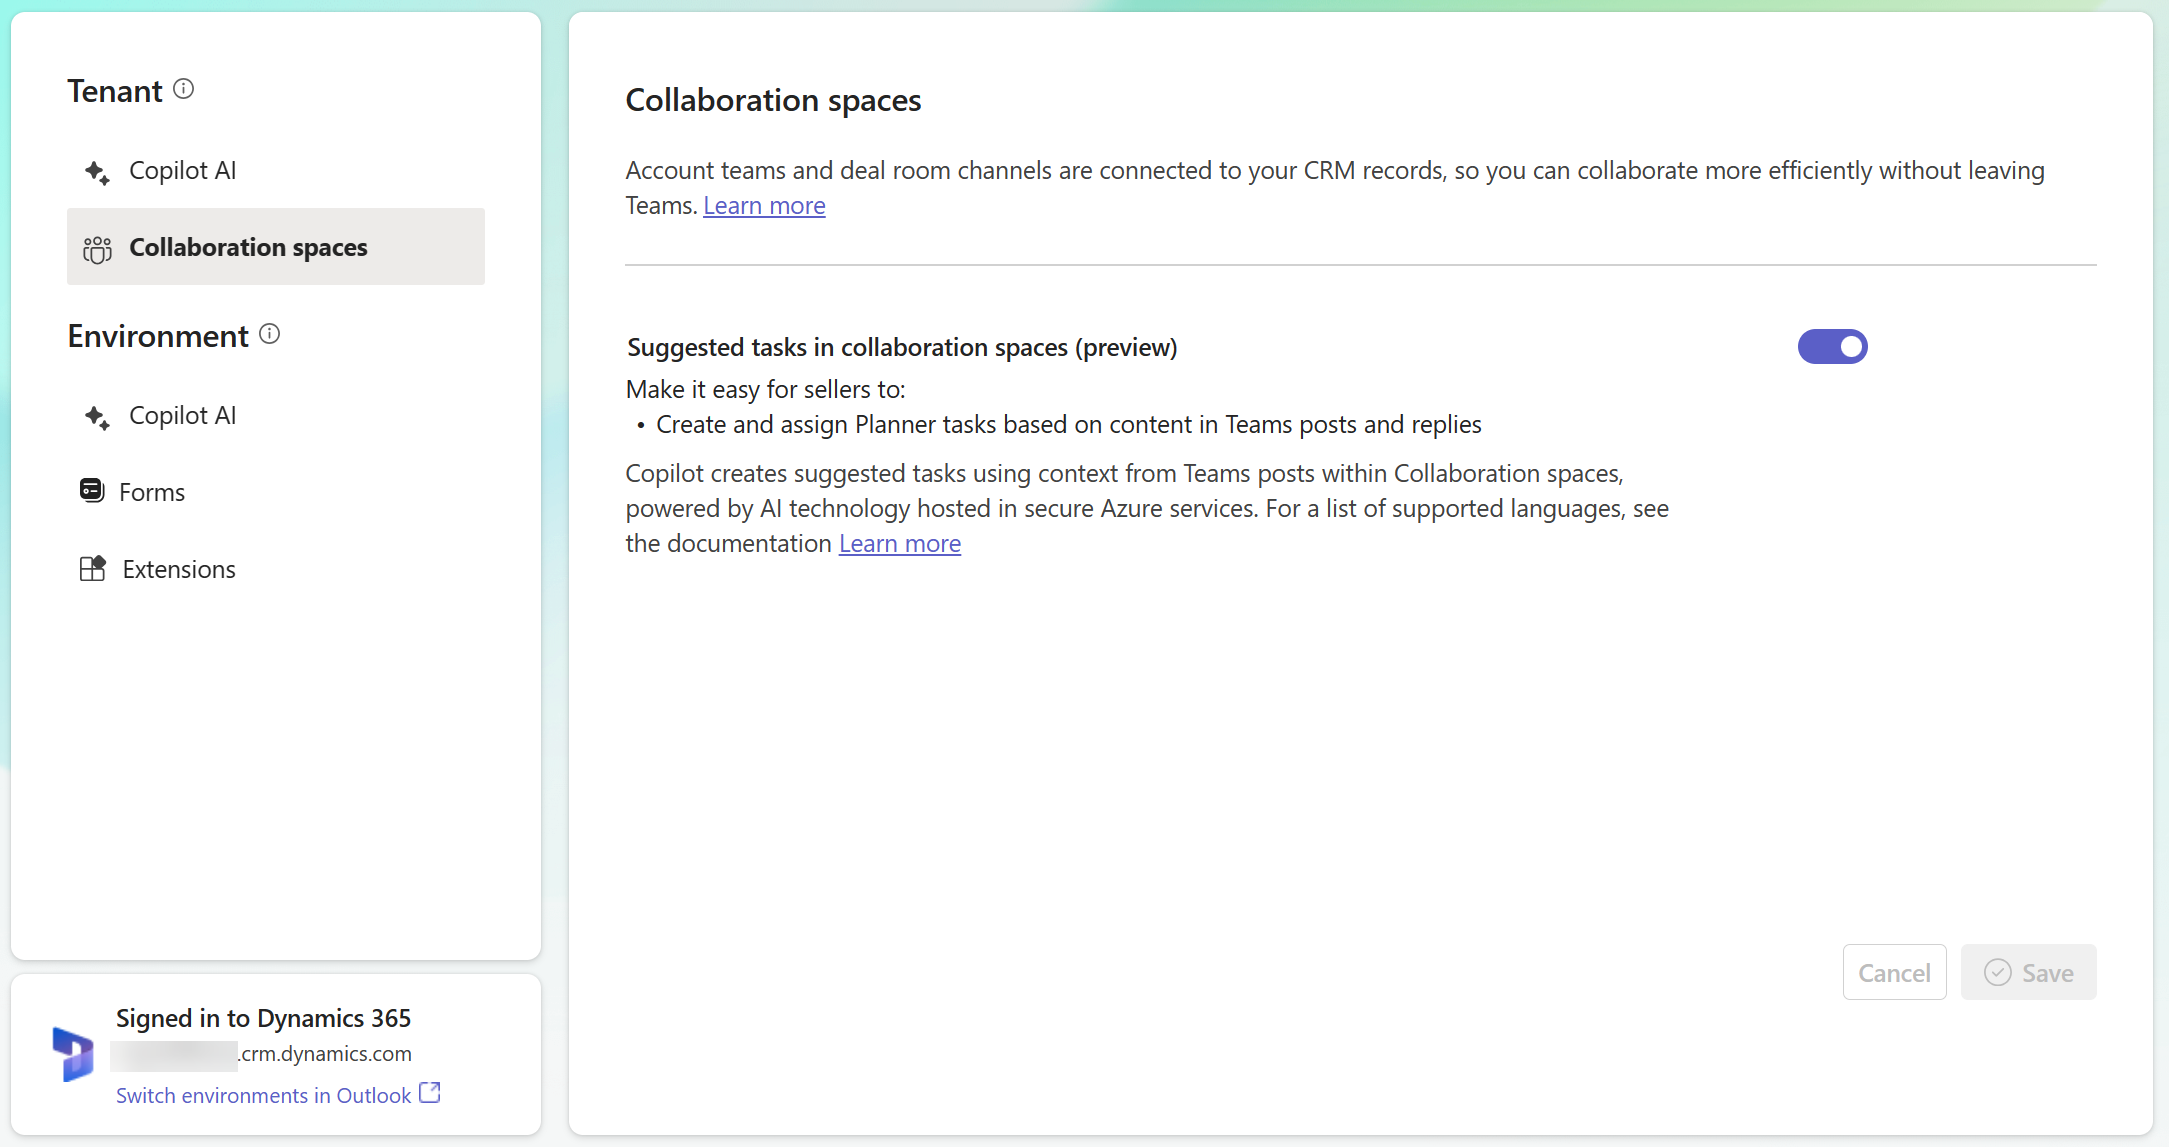 Tenant
Copilot AI
Collaboration spaces
Environment
Copilot AI
Forms
Extensions
Signed in to Dynamics 365
.crm.dynamics.com
Switch environments in Outlook
Collaboration spaces
Account teams and deal room channels are connected to your CRM records, so you can collaborate more efficiently without leaving
Teams. Learn more
Suggested tasks in collaboration spaces (preview)
Make it easy for sellers to:
• Create and assign Planner tasks based on content in Teams posts and replies
Copilot creates suggested tasks using context from Teams posts within Collaboration spaces,
powered by AI technology hosted in secure Azure services. For a list of supported languages, see
the documentation Learn more
Cancel
Save